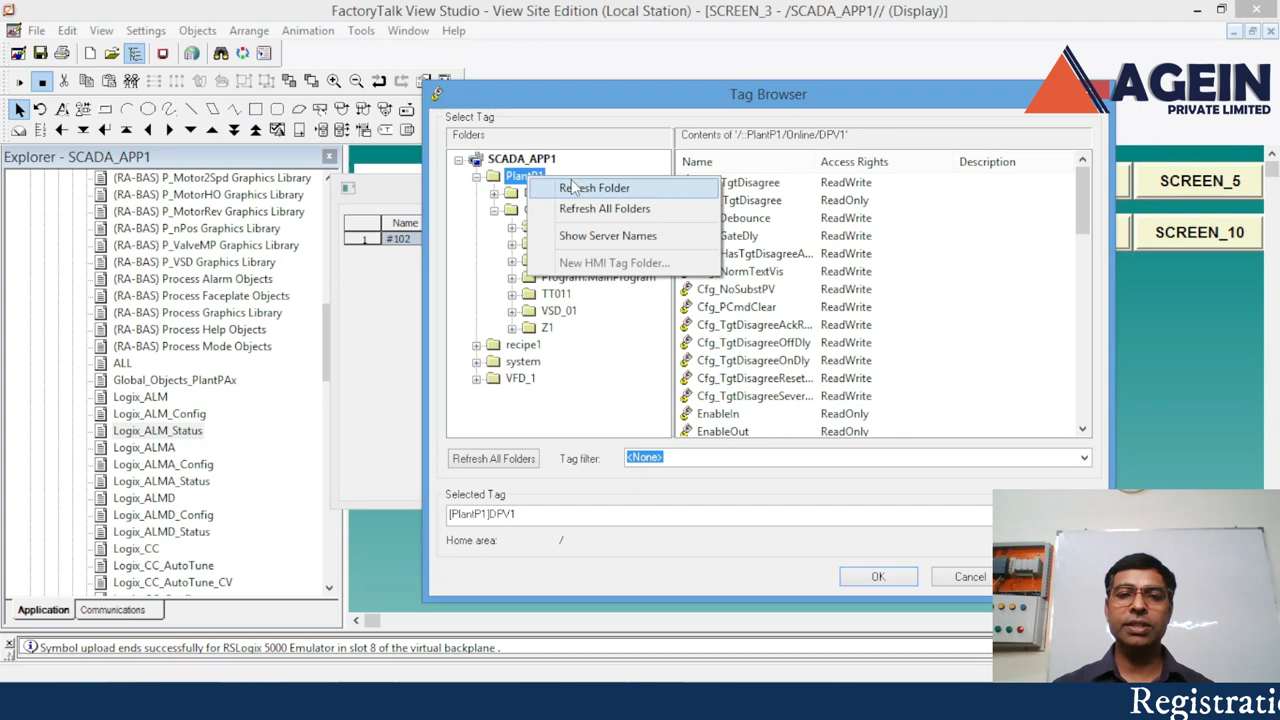 FactoryTalk View Studio - View Site Edition (Local Station) - [SCREEN_3 - /SCADA_APP1// (Display)]
File Edit View Settings Objects Arrange Animation Tools Window Help
AGEIN
PRIVATE LIMITED
Explorer - SCADA_APP1
(RA-BAS) P_Motor2Spd Graphics Library
(RA-BAS) P_MotorHO Graphics Library
(RA-BAS) P_MotorRev Graphics Library
(RA-BAS) P_nPos Graphics Library
(RA-BAS) P_ValveMP Graphics Library
(RA-BAS) P_VSD Graphics Library
(RA-BAS) Process Alarm Objects
(RA-BAS) Process Faceplate Objects
(RA-BAS) Process Graphics Library
(RA-BAS) Process Help Objects
(RA-BAS) Process Mode Objects
ALL
Global_Objects_PlantPAx
Logix_ALM
Logix_ALM_Config
Logix_ALM_Status
Logix_ALMA
Logix_ALMA_Config
Logix_ALMA_Status
Logix_ALMD
Logix_ALMD_Config
Logix_ALMD_Status
Logix_CC
Logix_CC_AutoTune
Logix_CC_AutoTune_CV
Application Communications
Name
1 #102
Tag Browser
Select Tag
Folders
SCADA_APP1
PlantP1
Refresh Folder
Refresh All Folders
Show Server Names
New HMI Tag Folder...
Program:MainProgram
TT011
VSD_01
Z1
recipe1
system
VFD_1
Contents of '/::PlantP1/Online/DPV1'
Name Access Rights Description
TgtDisagree ReadWrite
Disagree ReadOnly
Debounce ReadWrite
GateDly ReadWrite
HasTgtDisagreeA... ReadWrite
NormTextVis ReadWrite
Cfg_NoSubstPV ReadWrite
Cfg_PCmdClear ReadWrite
Cfg_TgtDisagreeAckR... ReadWrite
Cfg_TgtDisagreeOffDly ReadWrite
Cfg_TgtDisagreeOnDly ReadWrite
Cfg_TgtDisagreeReset... ReadWrite
Cfg_TgtDisagreeSever... ReadWrite
EnableIn ReadOnly
EnableOut ReadOnly
Refresh All Folders Tag filter: <None>
Selected Tag
[PlantP1]DPV1
Home area: /
OK Cancel
SCREEN_5
SCREEN_10
Symbol upload ends successfully for RSLogix 5000 Emulator in slot 8 of the virtual backplane .
Registrati